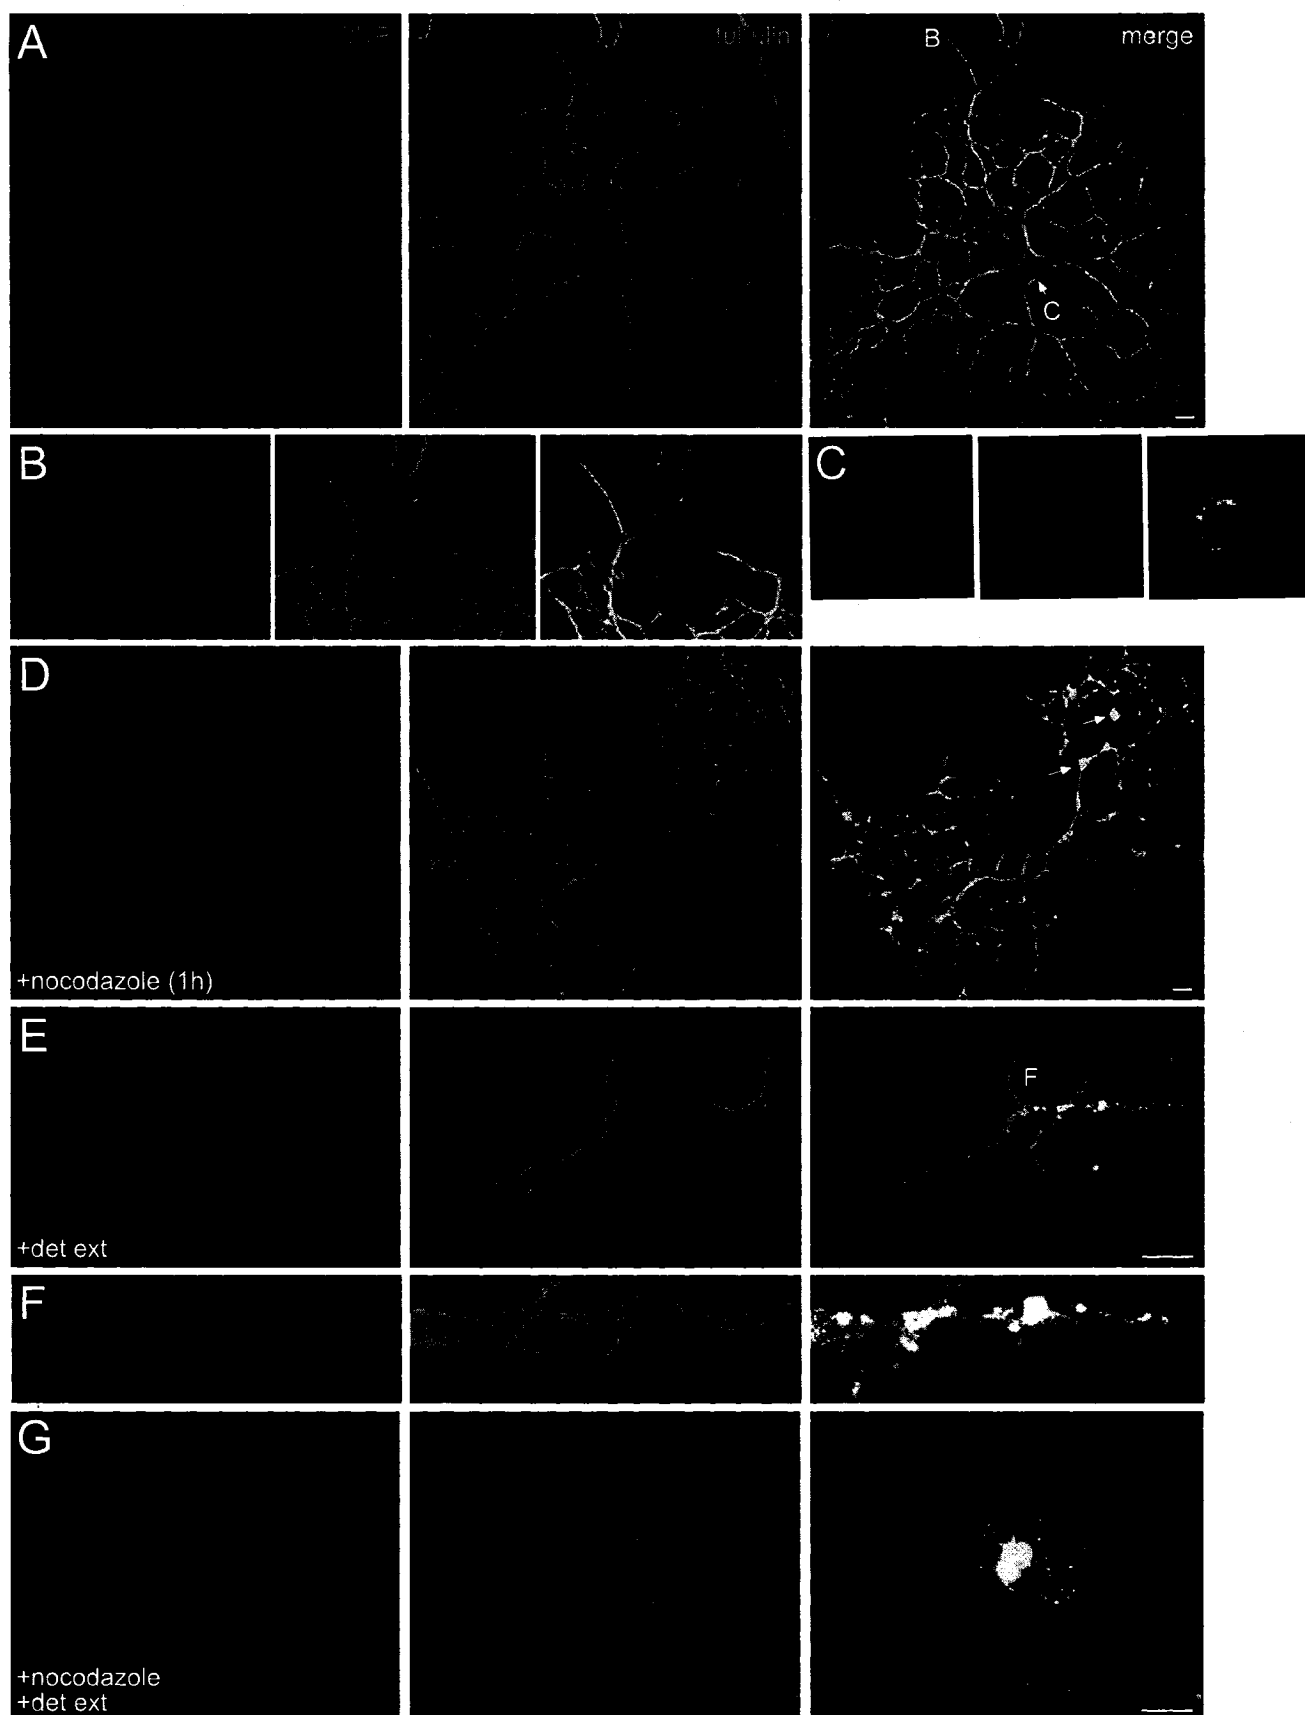 A
merge
B
C
B
C
D
+nocodazole (1h)
E
F
+det ext
F
G
+nocodazole
+det ext